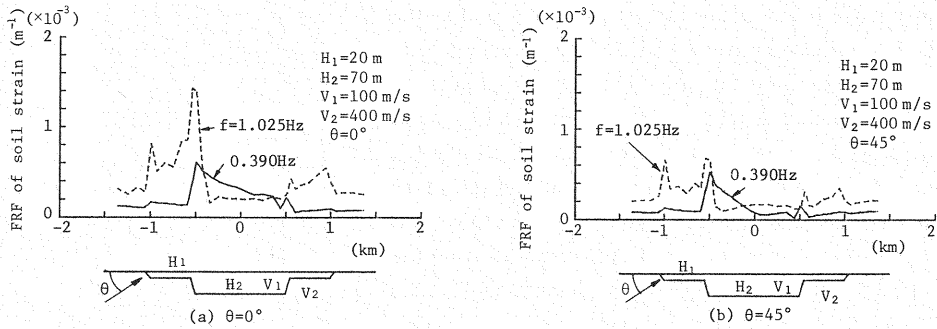 (×10⁻³)
FRF of soil strain (m⁻¹)
2
1
0
−2
−1
0
1
2
(km)
H₁=20 m
H₂=70 m
V₁=100 m/s
V₂=400 m/s
θ=0°
f=1.025Hz
0.390Hz
H₁
H₂
V₁
V₂
θ
(a) θ=0°
(×10⁻³)
FRF of soil strain (m⁻¹)
2
1
0
−2
−1
0
1
2
(km)
H₁=20 m
H₂=70 m
V₁=100 m/s
V₂=400 m/s
θ=45°
f=1.025Hz
0.390Hz
H₁
H₂
V₁
V₂
θ
(b) θ=45°